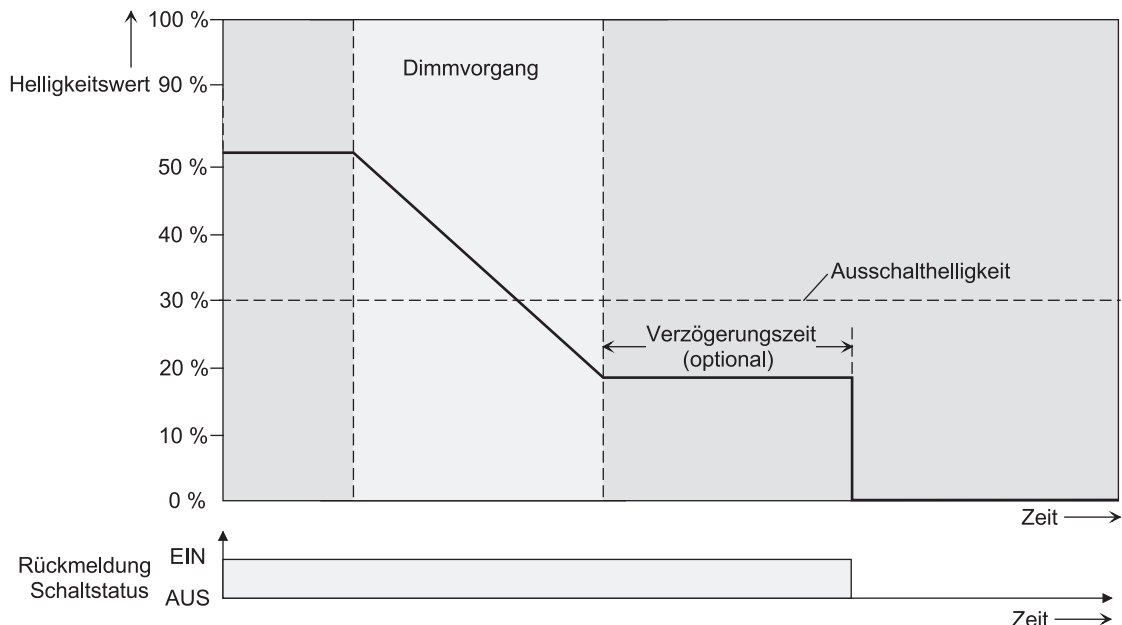 100 %
Dimmvorgang
Helligkeitswert 90 %
50 %
40 %
Ausschalthelligkeit
30 %
Verzögerungszeit
(optional)
20 %
10 %
0 %
Zeit
Rückmeldung
Schaltstatus
EIN
AUS
Zeit